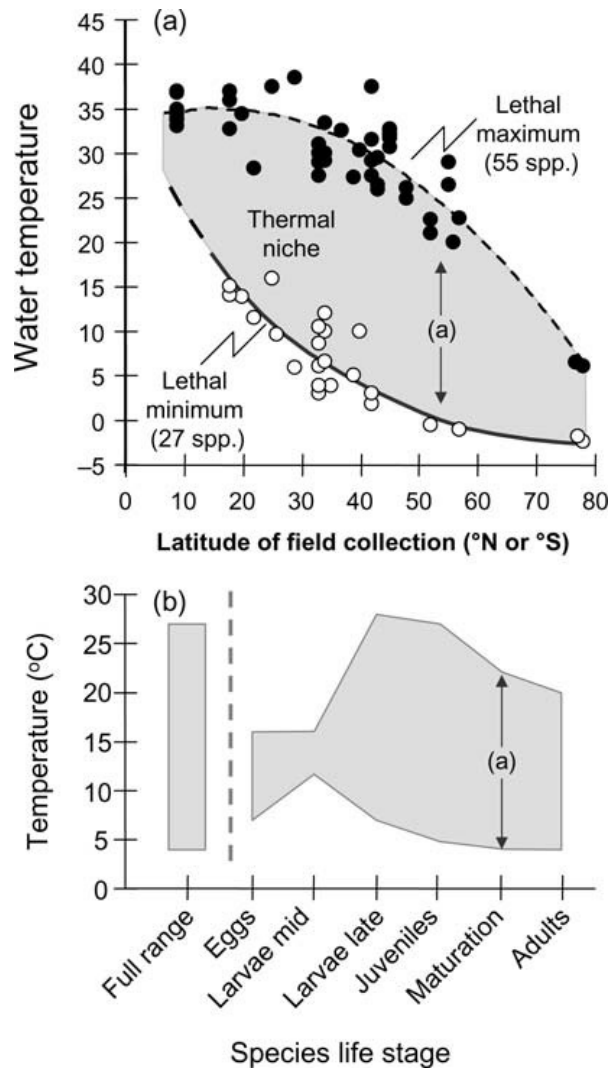 (a)
45
40
35
30
25
20
15
10
5
0
−5
Water temperature
Lethal
maximum
(55 spp.)
Thermal
niche
(a)
Lethal
minimum
(27 spp.)
0 10 20 30 40 50 60 70 80
Latitude of field collection (°N or °S)
(b)
30
25
20
15
10
5
0
Temperature (°C)
(a)
Full range
Eggs
Larvae mid
Larvae late
Juveniles
Maturation
Adults
Species life stage